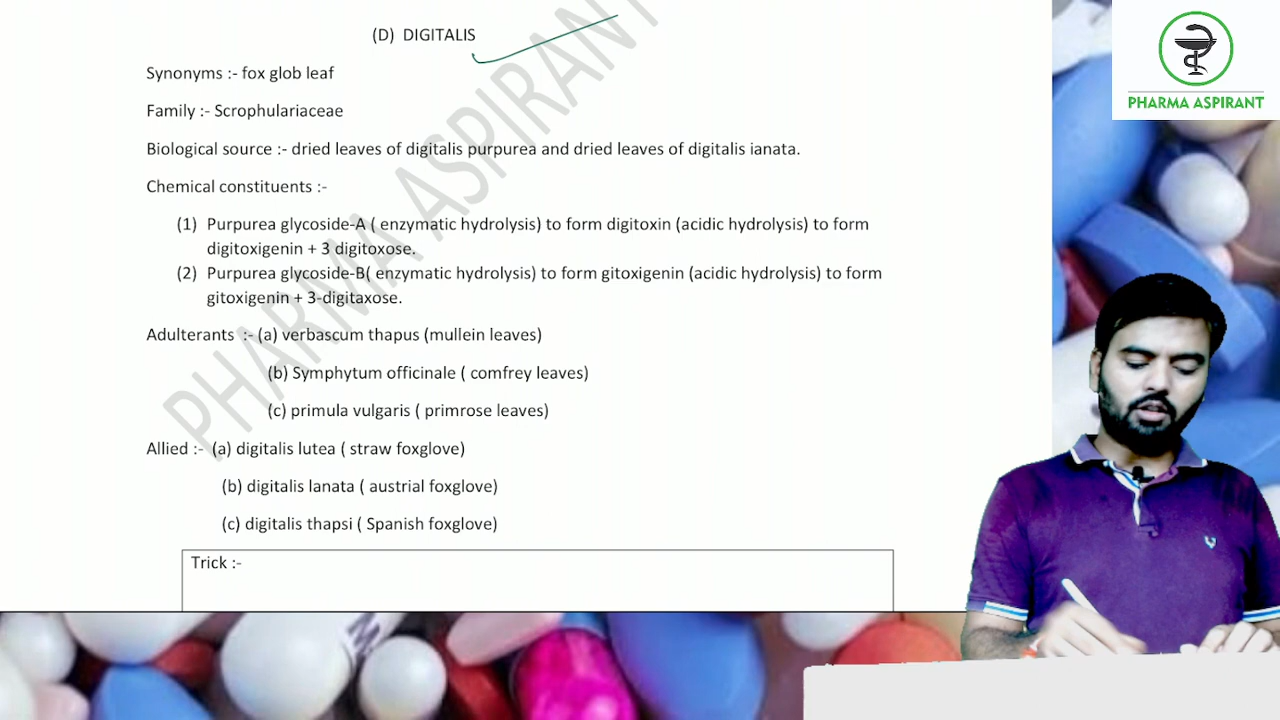 (D) DIGITALIS
Synonyms :- fox glob leaf
Family :- Scrophulariaceae
Biological source :- dried leaves of digitalis purpurea and dried leaves of digitalis ianata.
Chemical constituents :-
(1) Purpurea glycoside-A ( enzymatic hydrolysis) to form digitoxin (acidic hydrolysis) to form
digitoxigenin + 3 digitoxose.
(2) Purpurea glycoside-B( enzymatic hydrolysis) to form gitoxigenin (acidic hydrolysis) to form
gitoxigenin + 3-digitaxose.
Adulterants :- (a) verbascum thapus (mullein leaves)
(b) Symphytum officinale ( comfrey leaves)
(c) primula vulgaris ( primrose leaves)
Allied :- (a) digitalis lutea ( straw foxglove)
(b) digitalis lanata ( austrial foxglove)
(c) digitalis thapsi ( Spanish foxglove)
Trick :-
PHARMA ASPIRANT
PHARMA ASPIRANT